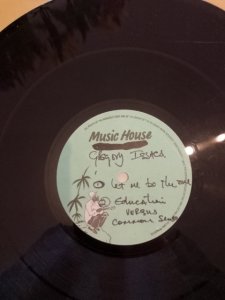 Music House
Gregory Isaacs
① Let me be the one
② Education
versus
common sense